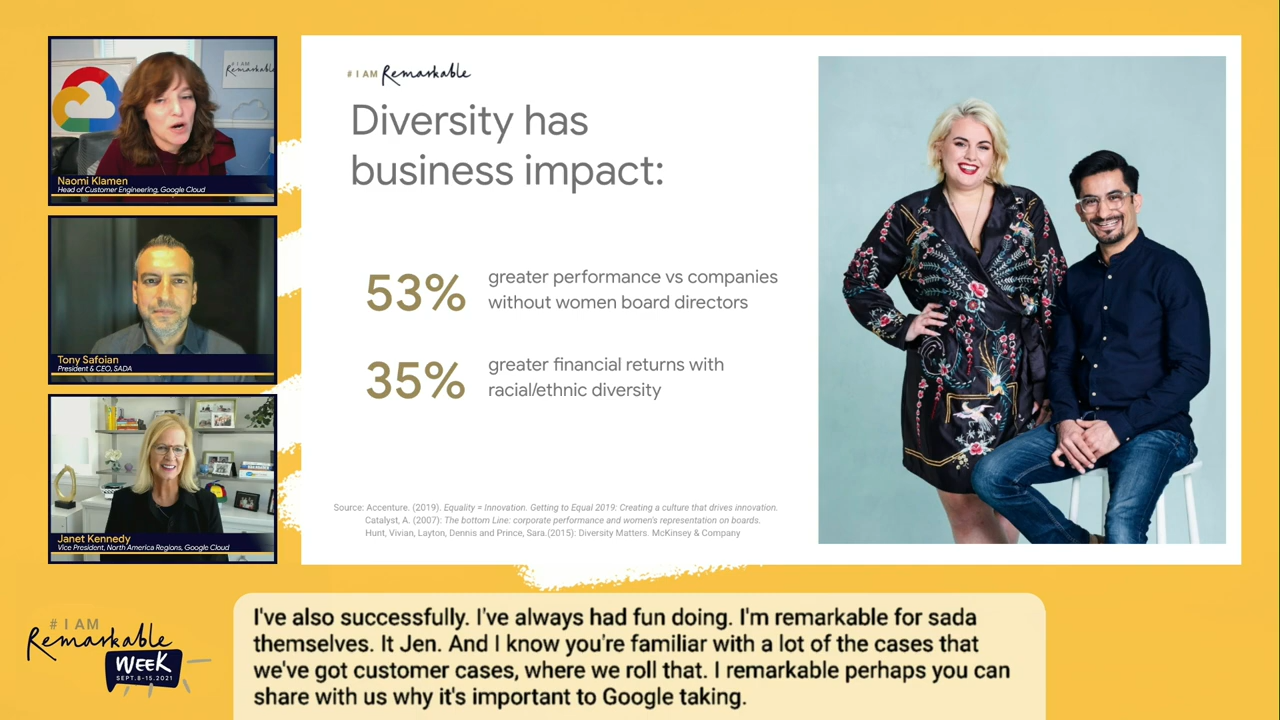 #IAM Remarkable
Naomi Klamen
Head of Customer Engineering, Google Cloud
Tony Safoian
President & CEO, SADA
Janet Kennedy
Vice President, North America Regions, Google Cloud
#IAM Remarkable
Diversity has
business impact:
53%
greater performance vs companies
without women board directors
35%
greater financial returns with
racial/ethnic diversity
Source: Accenture. (2019). Equality = Innovation. Getting to Equal 2019: Creating a culture that drives innovation.
Catalyst, A. (2007): The bottom Line: corporate performance and women's representation on boards.
Hunt, Vivian, Layton, Dennis and Prince, Sara.(2015): Diversity Matters. McKinsey & Company
#IAM
Remarkable
WEEK
SEPT.8-15.2021
I've also successfully. I've always had fun doing. I'm remarkable for sada
themselves. It Jen. And I know you're familiar with a lot of the cases that
we've got customer cases, where we roll that. I remarkable perhaps you can
share with us why it's important to Google taking.